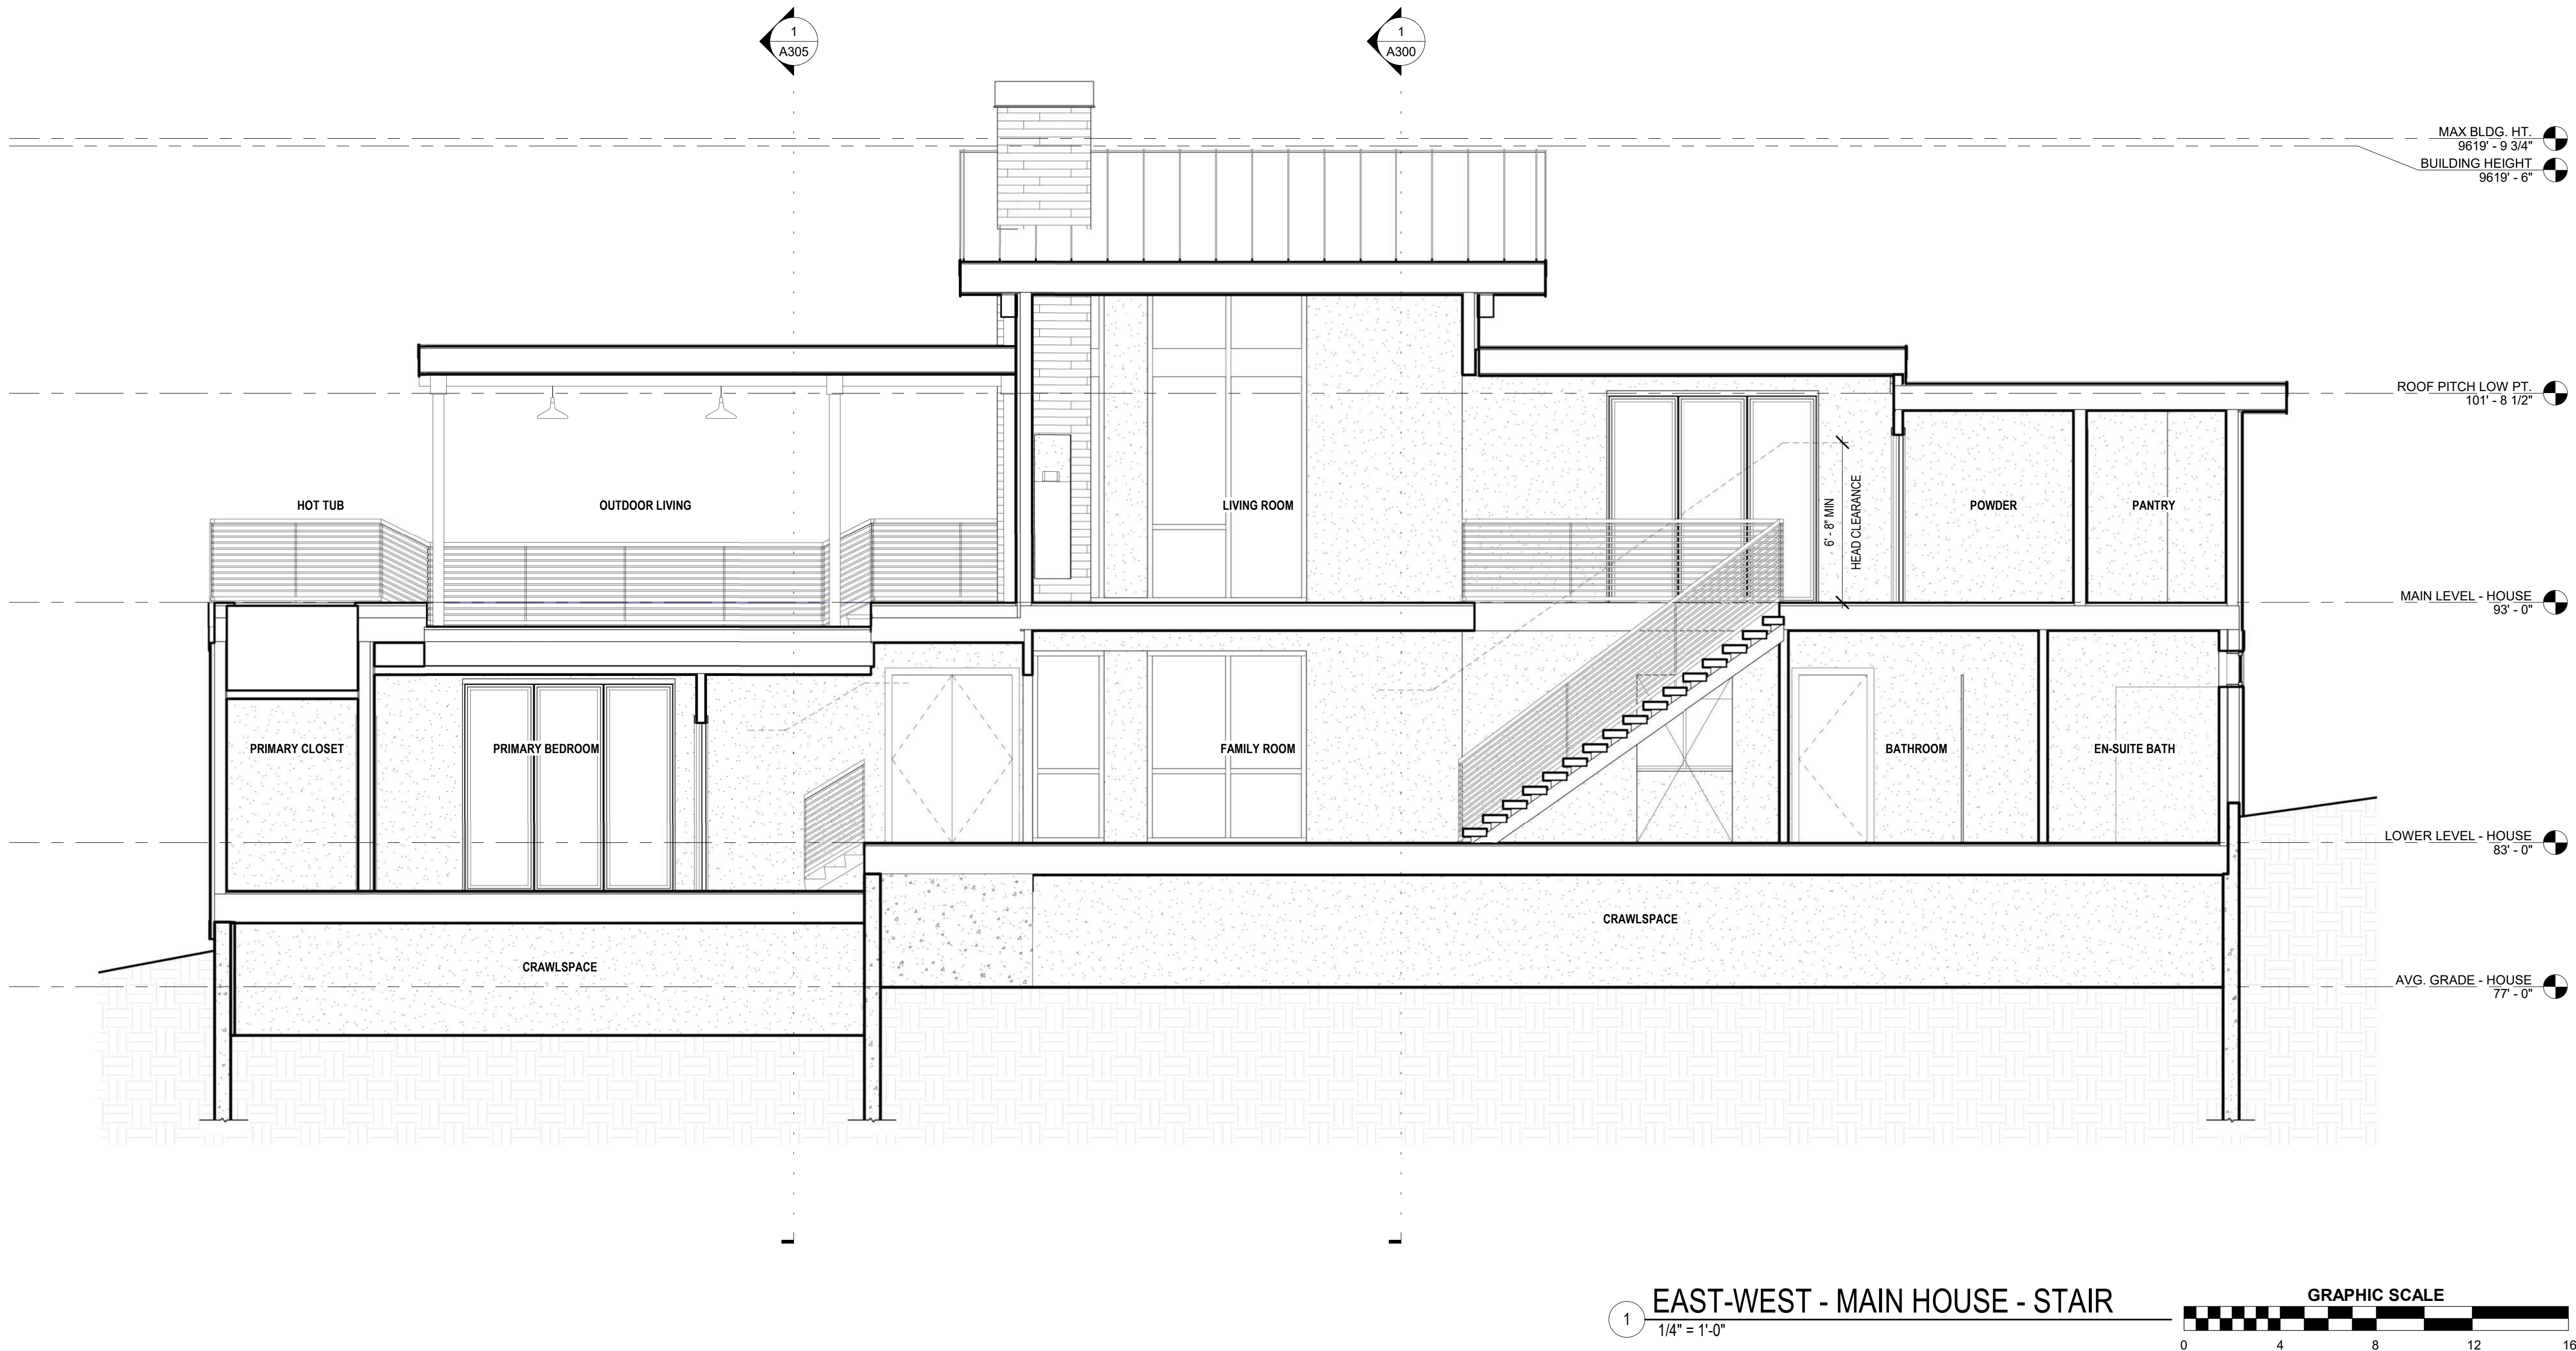 1
A305
1
A300
MAX BLDG. HT.
9619' - 9 3/4"
BUILDING HEIGHT
9619' - 6"
ROOF PITCH LOW PT.
101' - 8 1/2"
HOT TUB
OUTDOOR LIVING
LIVING ROOM
6' - 8" MIN
HEAD CLEARANCE
POWDER
PANTRY
MAIN LEVEL - HOUSE
93' - 0"
PRIMARY CLOSET
PRIMARY BEDROOM
FAMILY ROOM
BATHROOM
EN-SUITE BATH
LOWER LEVEL - HOUSE
83' - 0"
CRAWLSPACE
CRAWLSPACE
AVG. GRADE - HOUSE
77' - 0"
1
EAST-WEST - MAIN HOUSE - STAIR
1/4" = 1'-0"
GRAPHIC SCALE
0 4 8 12 16